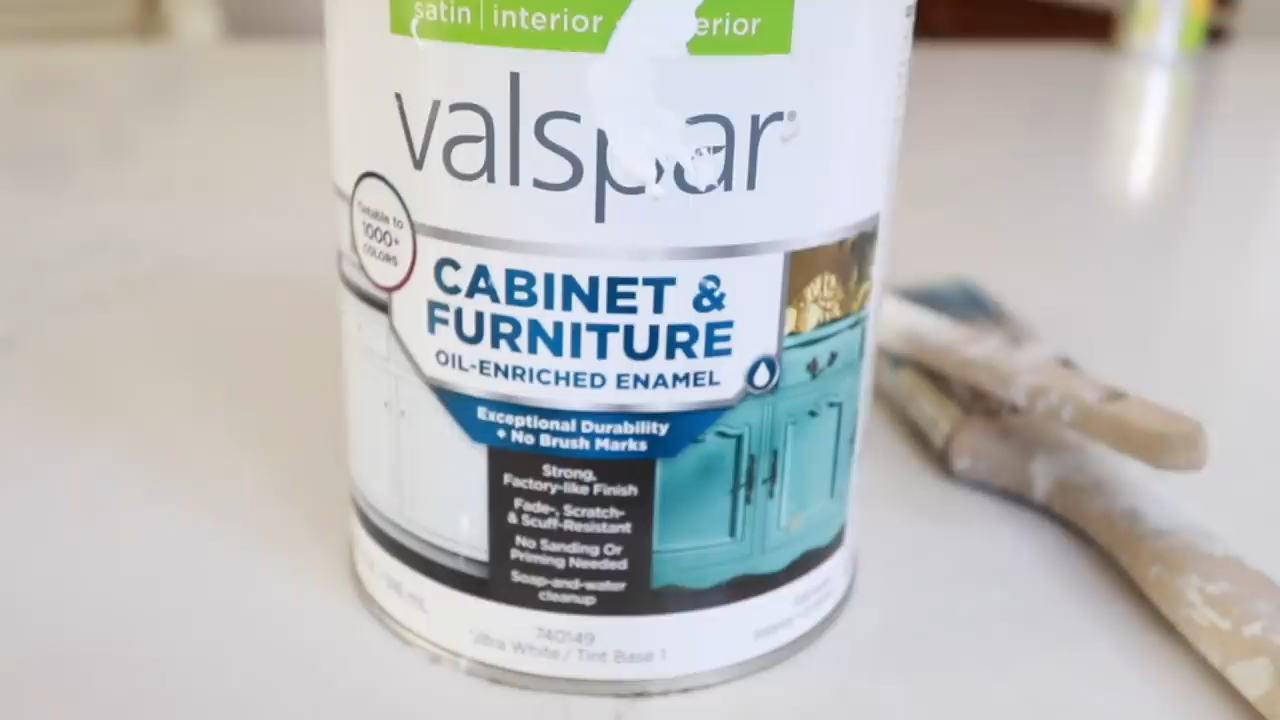 satin | interior
valspar
Tintable to
1000+
COLORS
CABINET &
FURNITURE
OIL-ENRICHED ENAMEL
Exceptional Durability
+ No Brush Marks
Strong,
Factory-like Finish
Fade-, Scratch-
& Scuff-Resistant
No Sanding Or
Priming Needed
Soap-and-water
cleanup
740149
Ultra White / Tint Base 1